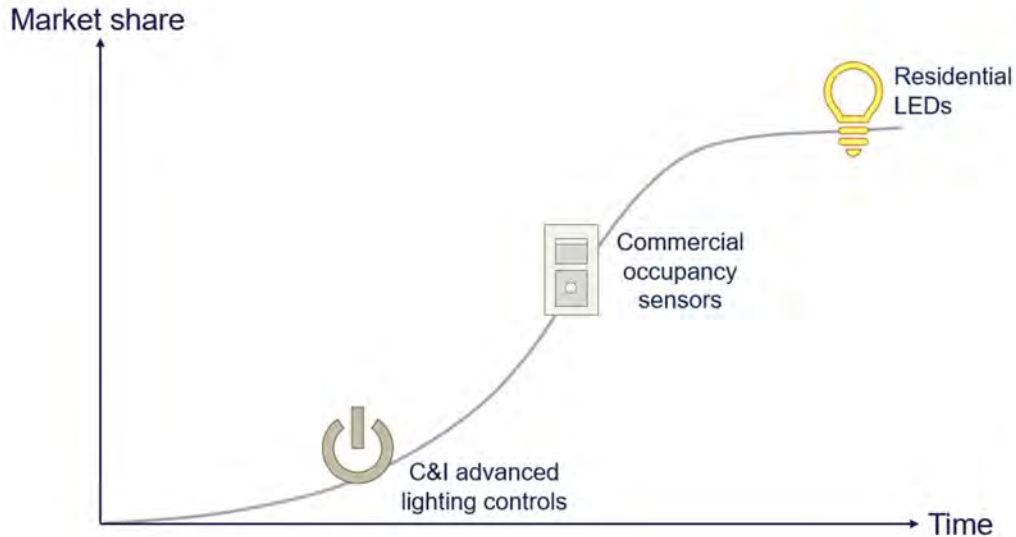 Market share
Residential
LEDs
Commercial
occupancy
sensors
C&I advanced
lighting controls
Time